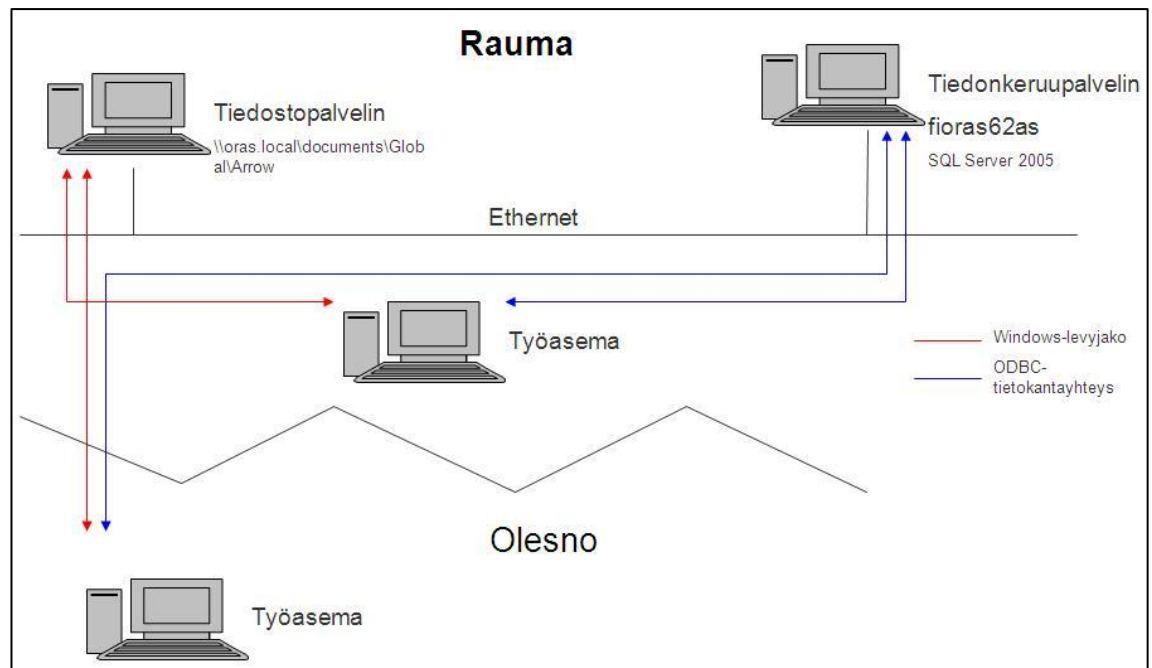 Rauma
Tiedostopalvelin
\\oras.local\documents\Glob
al\Arrow
Tiedonkeruupalvelin
fioras62as
SQL Server 2005
Ethernet
Työasema
Windows-levyjako
ODBC-
tietokantayhteys
Olesno
Työasema